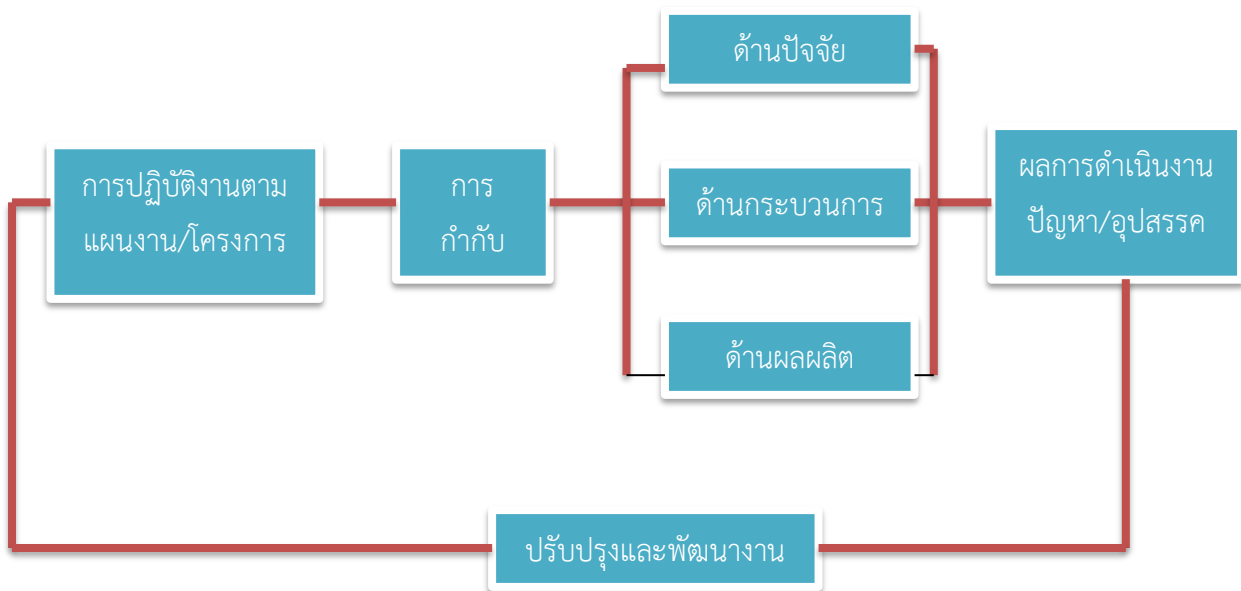 ด้านปัจจัย
การปฏิบัติงานตาม
แผนงาน/โครงการ
การ
กำกับ
ด้านกระบวนการ
ผลการดำเนินงาน
ปัญหา/อุปสรรค
ด้านผลผลิต
ปรับปรุงและพัฒนางาน